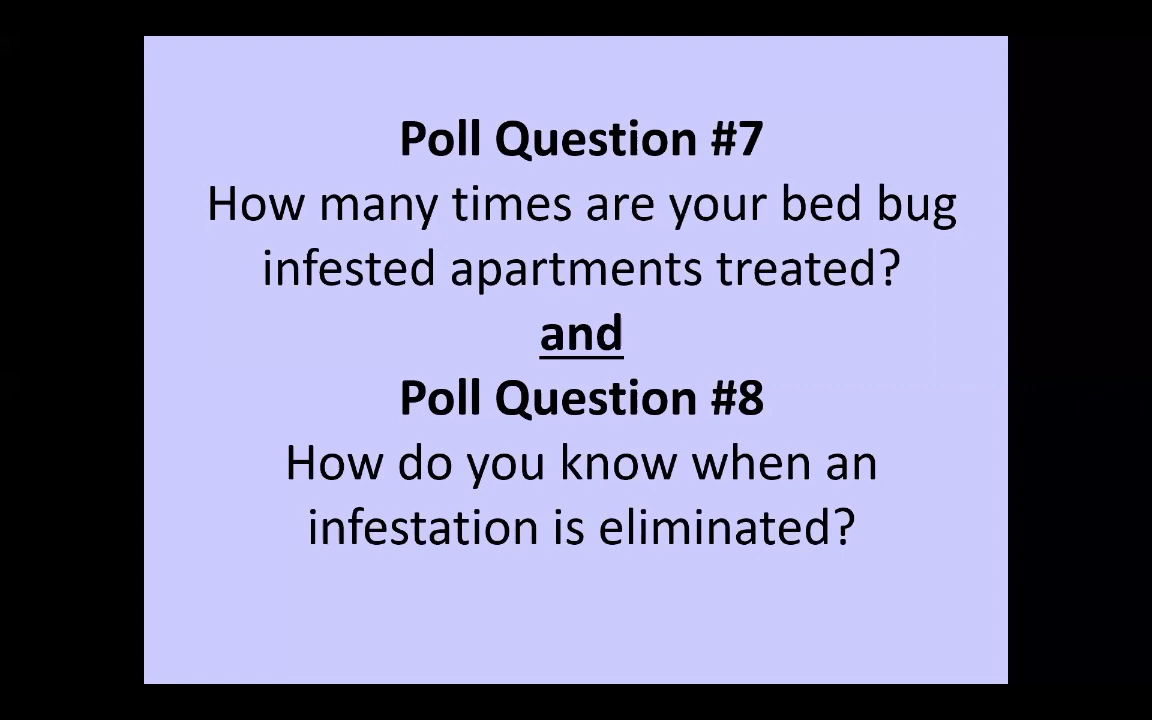 Poll Question #7
How many times are your bed bug
infested apartments treated?
and
Poll Question #8
How do you know when an
infestation is eliminated?